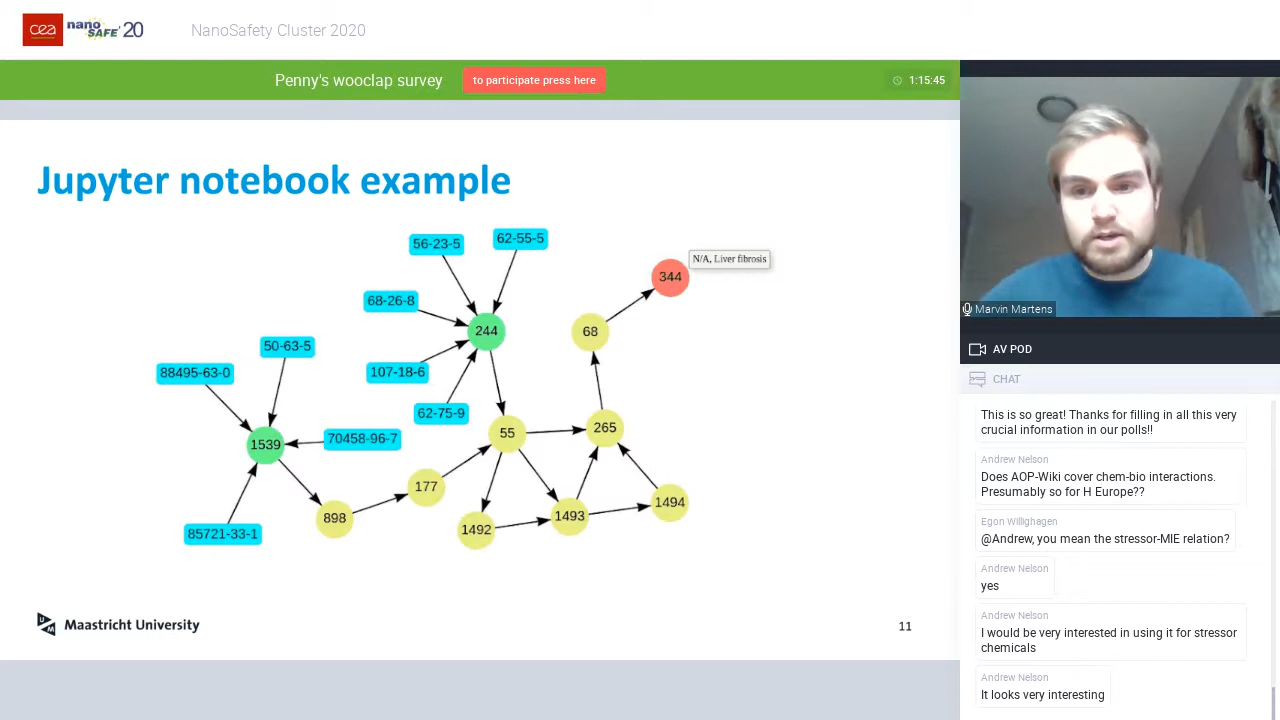 cea nano SAFE'20
NanoSafety Cluster 2020
Penny's wooclap survey
to participate press here
1:15:45
Jupyter notebook example
56-23-5
62-55-5
N/A, Liver fibrosis
344
68-26-8
244
68
50-63-5
88495-63-0
107-18-6
62-75-9
1539
70458-96-7
55
265
177
898
1492
1493
1494
85721-33-1
UM
Maastricht University
11
Marvin Martens
AV POD
CHAT
This is so great! Thanks for filling in all this very
crucial information in our polls!!
Andrew Nelson
Does AOP-Wiki cover chem-bio interactions.
Presumably so for H Europe??
Egon Willighagen
@Andrew, you mean the stressor-MIE relation?
Andrew Nelson
yes
Andrew Nelson
I would be very interested in using it for stressor
chemicals
Andrew Nelson
It looks very interesting